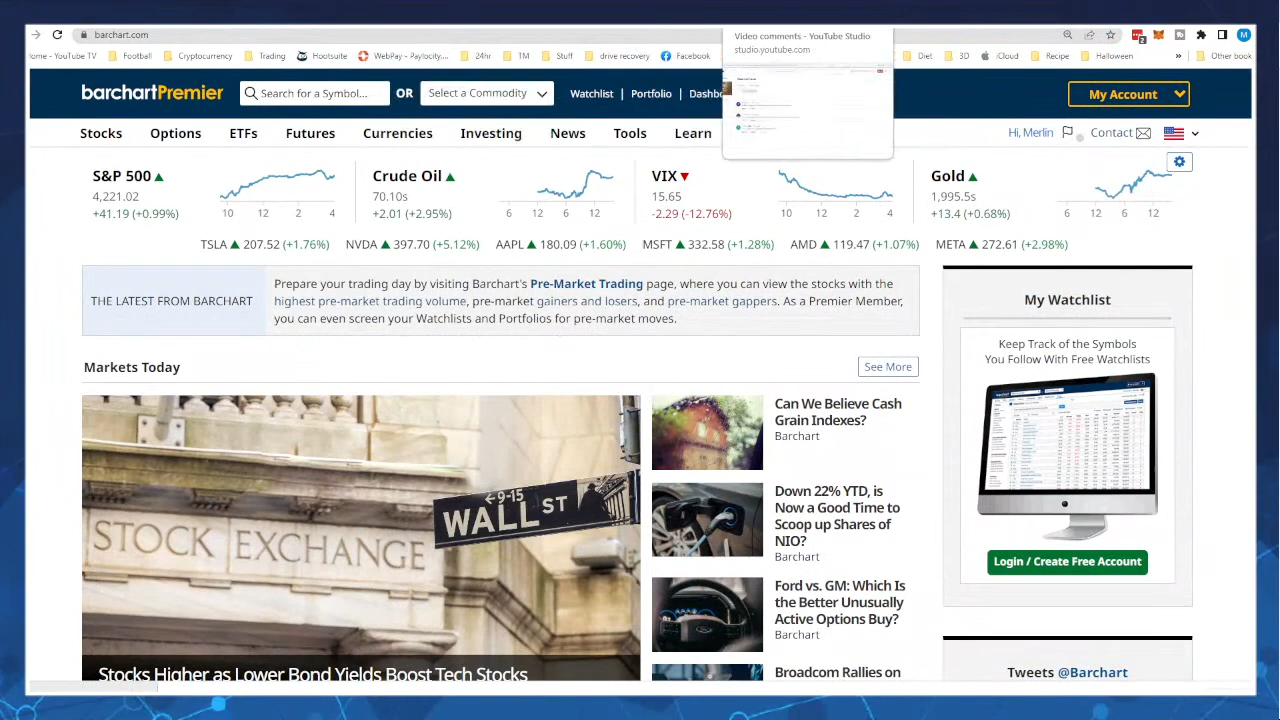 barchart.com
Video comments - YouTube Studio
studio.youtube.com
Home - YouTube TV
Football
Cryptocurrency
Trading
Hootsuite
WebPay - Paylocity...
24hr
TM
Stuff
drive recovery
Facebook
Diet
3D
iCloud
Recipe
Halloween
»
Other book
2
M
barchartPremier
Search for a Symbol...
OR
Select a Commodity
Watchlist | Portfolio | Dashbo
My Account
Stocks Options ETFs Futures Currencies Investing News Tools Learn
Hi, Merlin
Contact
S&P 500
4,221.02
+41.19 (+0.99%)
10 12 2 4
Crude Oil
70.10s
+2.01 (+2.95%)
6 12 6 12
VIX
15.65
-2.29 (-12.76%)
10 12 2 4
Gold
1,995.5s
+13.4 (+0.68%)
6 12 6 12
TSLA 207.52 (+1.76%) NVDA 397.70 (+5.12%) AAPL 180.09 (+1.60%) MSFT 332.58 (+1.28%) AMD 119.47 (+1.07%) META 272.61 (+2.98%)
THE LATEST FROM BARCHART
Prepare your trading day by visiting Barchart's Pre-Market Trading page, where you can view the stocks with the
highest pre-market trading volume, pre-market gainers and losers, and pre-market gappers. As a Premier Member,
you can even screen your Watchlists and Portfolios for pre-market moves.
Markets Today
See More
STOCK EXCHANGE
←9-15
WALL ST
Stocks Higher as Lower Bond Yields Boost Tech Stocks
Can We Believe Cash
Grain Indexes?
Barchart
Down 22% YTD, is
Now a Good Time to
Scoop up Shares of
NIO?
Barchart
Ford vs. GM: Which Is
the Better Unusually
Active Options Buy?
Barchart
Broadcom Rallies on
My Watchlist
Keep Track of the Symbols
You Follow With Free Watchlists
Login / Create Free Account
Tweets @Barchart